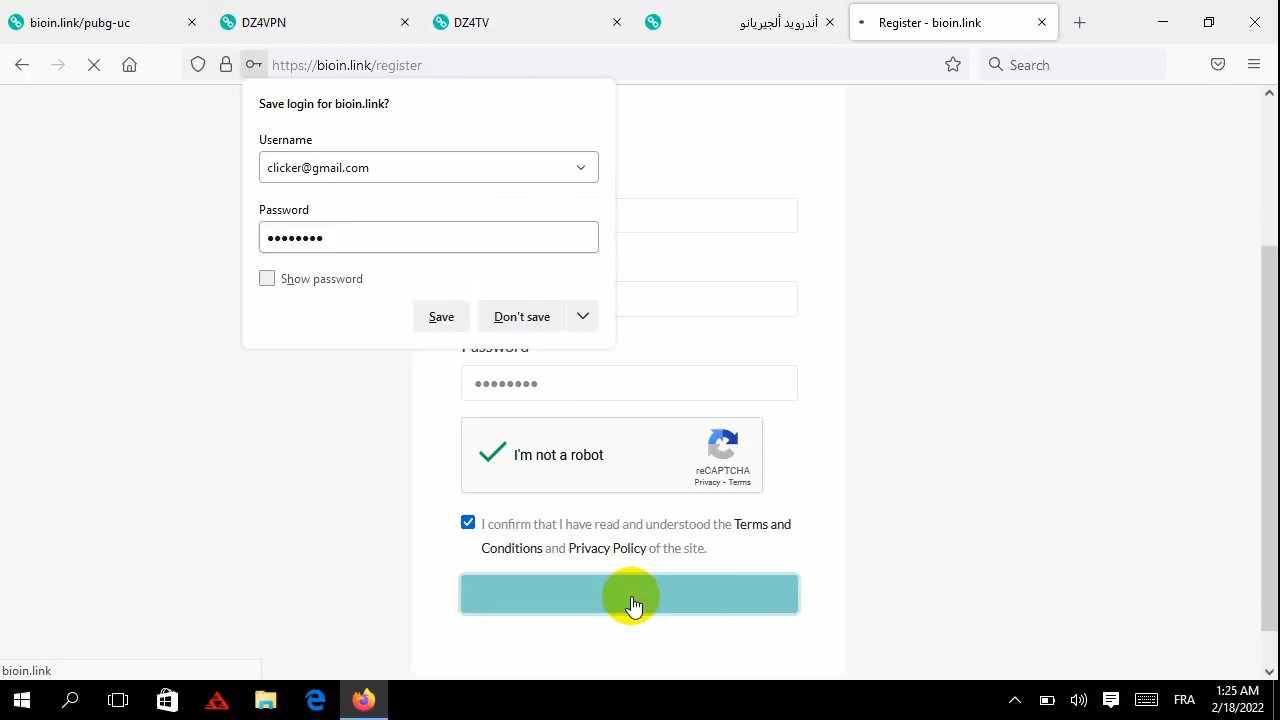 bioin.link/pubg-uc
DZ4VPN
DZ4TV
أندرويد ألجيريانو
Register - bioin.link
https://bioin.link/register
Search
Save login for bioin.link?
Username
clicker@gmail.com
Password
••••••••
Show password
Save
Don't save
Password
••••••••
I'm not a robot
reCAPTCHA
Privacy - Terms
I confirm that I have read and understood the Terms and
Conditions and Privacy Policy of the site.
bioin.link
FRA
1:25 AM
2/18/2022